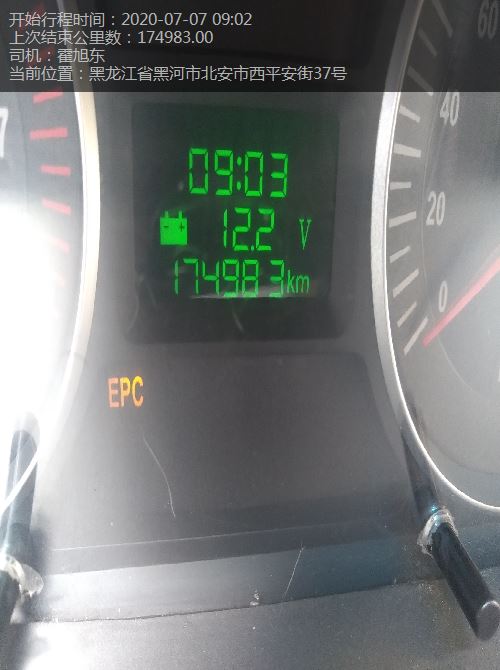 开始行程时间：2020-07-07 09:02
上次结束公里数：174983.00
司机：霍旭东
当前位置：黑龙江省黑河市北安市西平安街37号
60
40
7
09:03
12.2 V
20
174983km
0
EPC